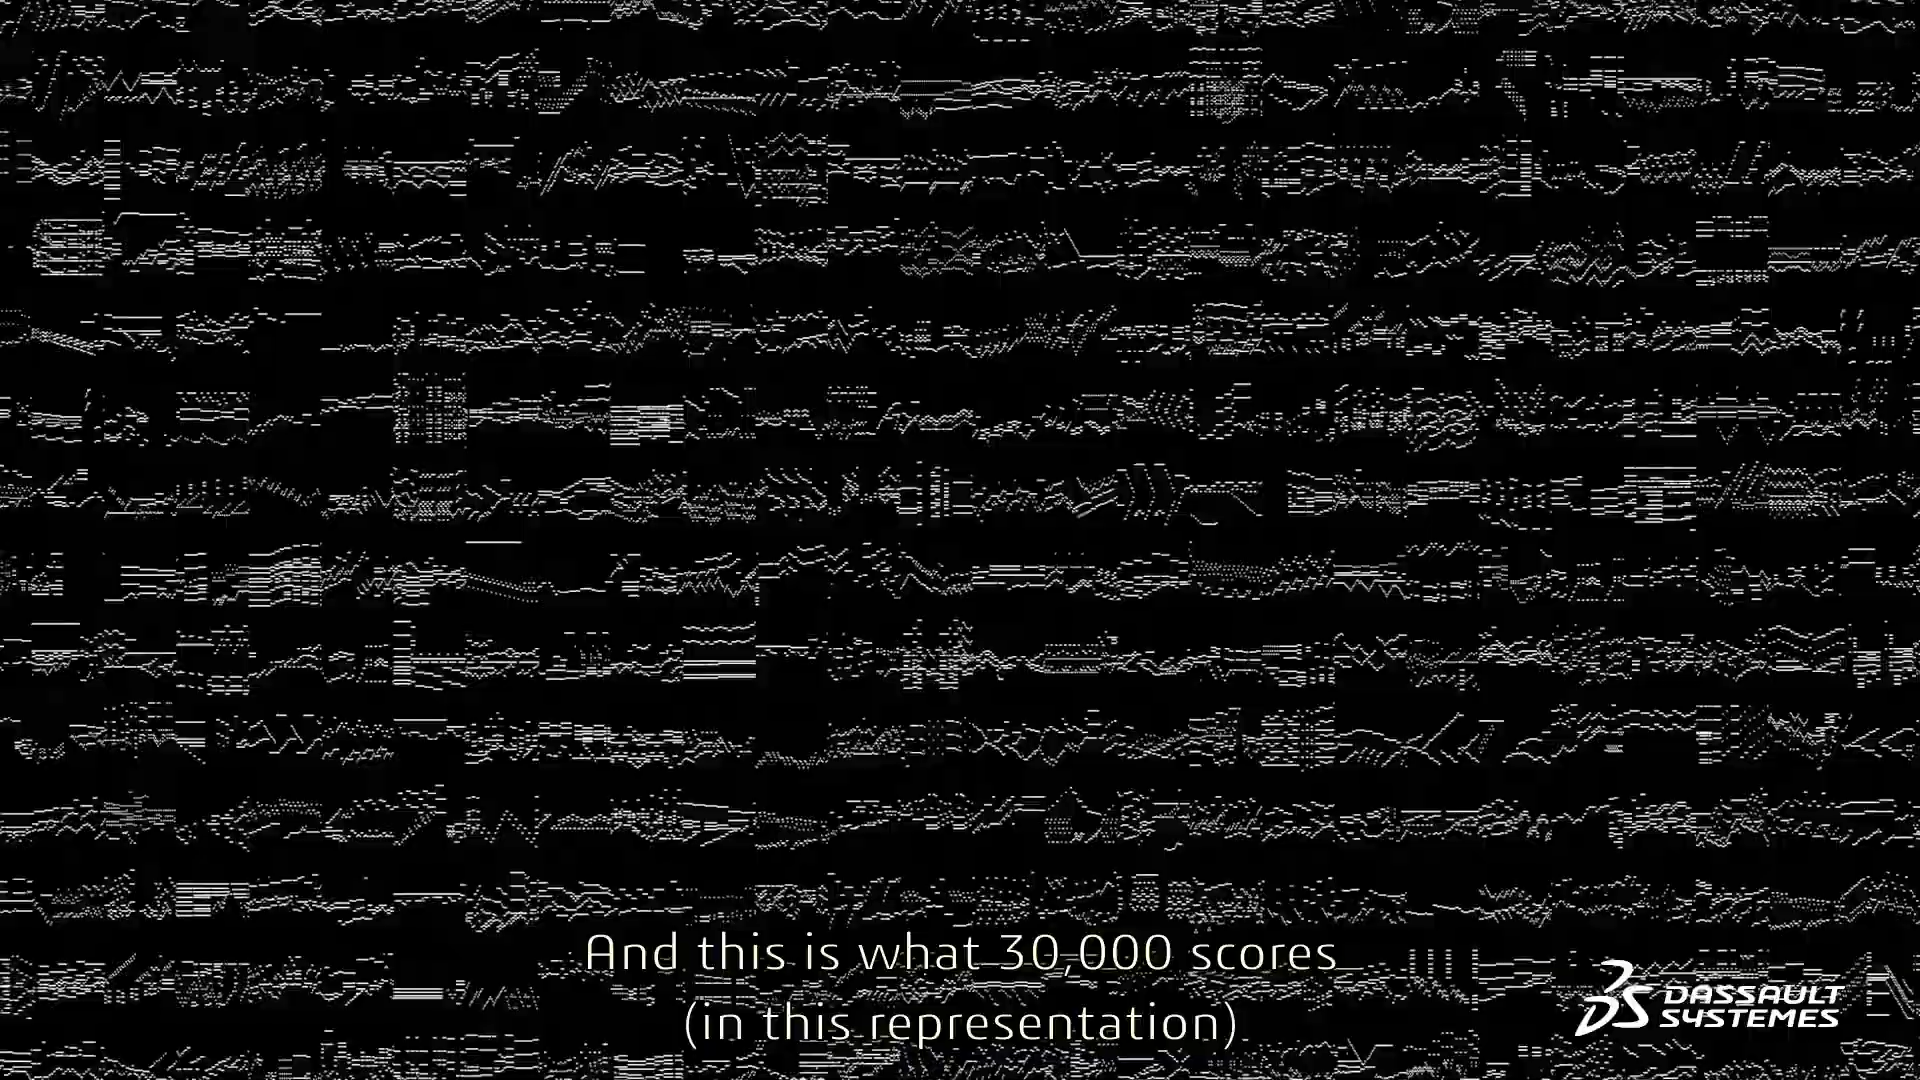 And this is what 30,000 scores
(in this representation)
DASSAULT
SYSTEMES